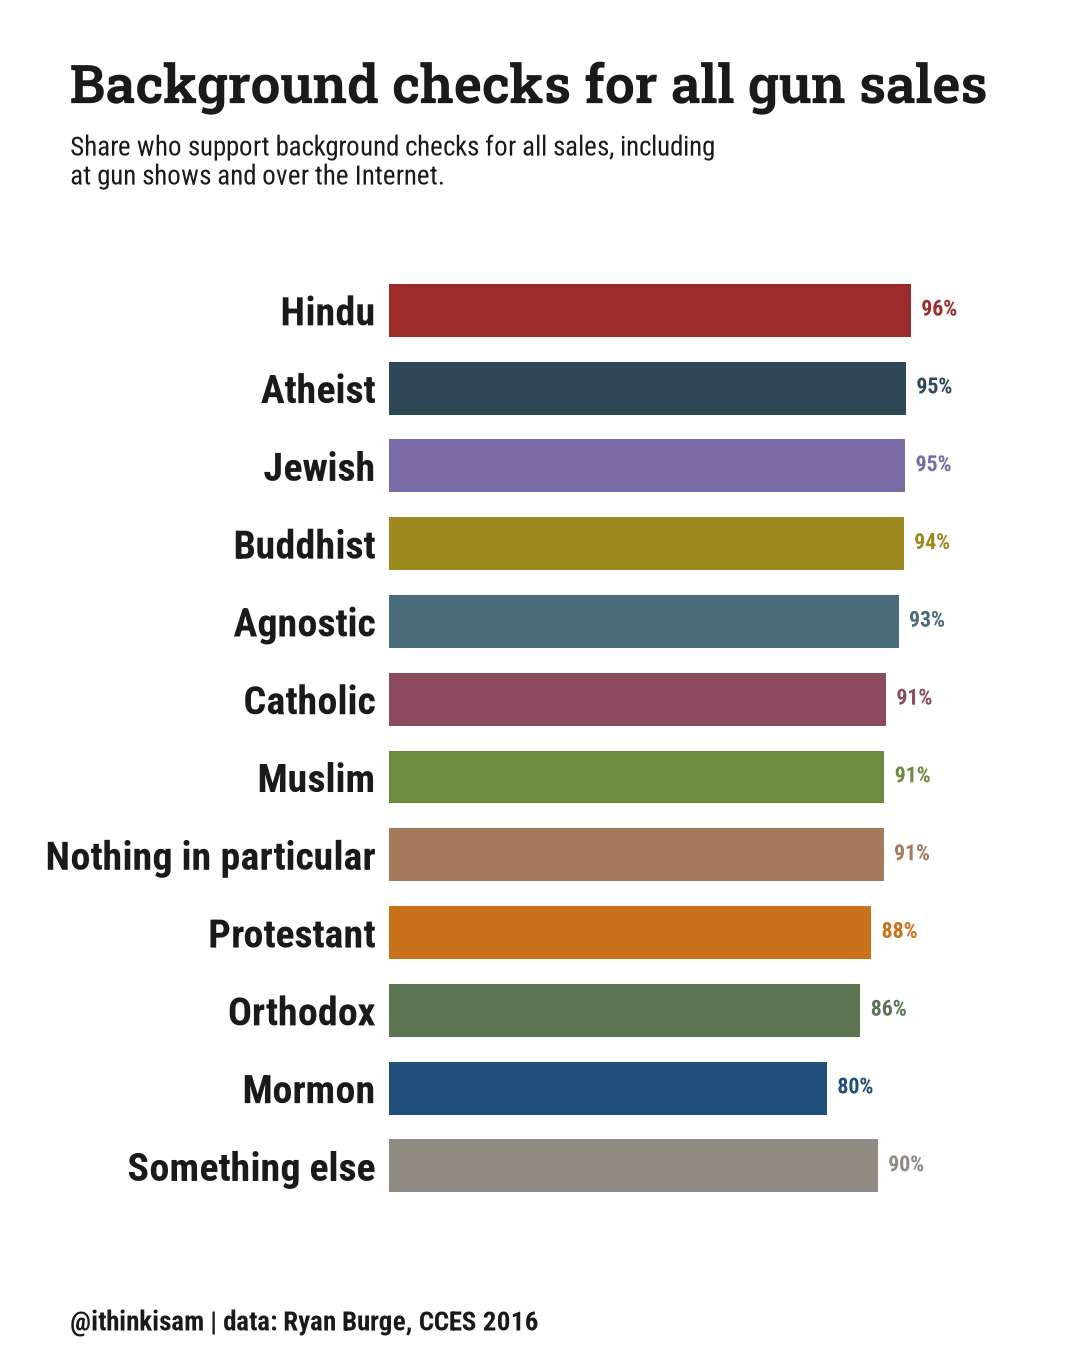 Background checks for all gun sales
Share who support background checks for all sales, including
at gun shows and over the Internet.
Hindu 96%
Atheist 95%
Jewish 95%
Buddhist 94%
Agnostic 93%
Catholic 91%
Muslim 91%
Nothing in particular 91%
Protestant 88%
Orthodox 86%
Mormon 80%
Something else 90%
@ithinkisam | data: Ryan Burge, CCES 2016